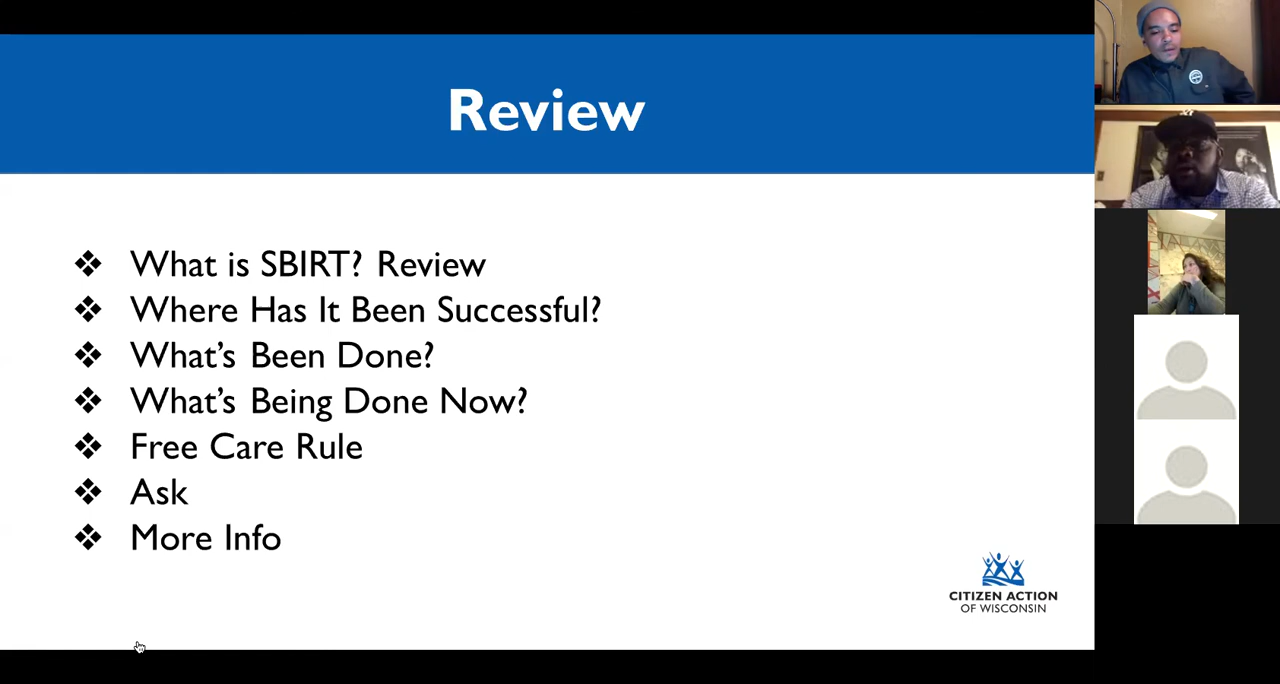 Review
❖ What is SBIRT? Review
❖ Where Has It Been Successful?
❖ What's Been Done?
❖ What's Being Done Now?
❖ Free Care Rule
❖ Ask
❖ More Info
CITIZEN ACTION
OF WISCONSIN